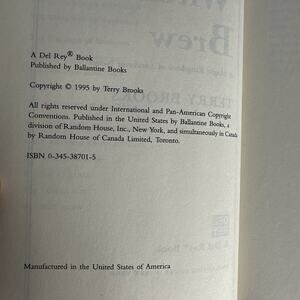 A Del Rey® Book
Published by Ballantine Books
Copyright © 1995 by Terry Brooks
All rights reserved under International and Pan-American Copyright
Conventions. Published in the United States by Ballantine Books, a
division of Random House, Inc., New York, and simultaneously in Canada
by Random House of Canada Limited, Toronto.
ISBN 0-345-38701-5
Manufactured in the United States of America